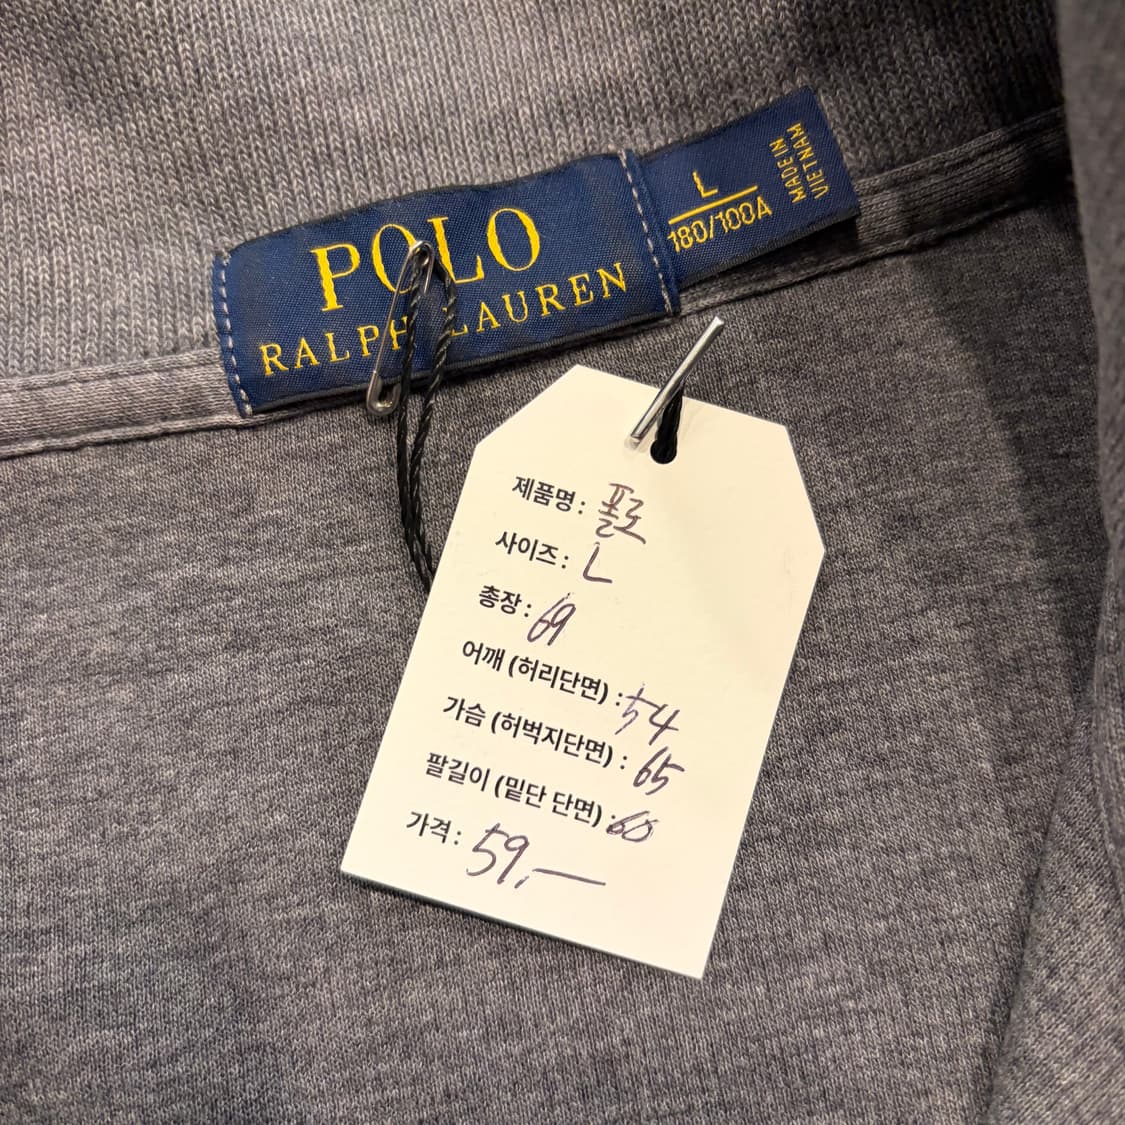 POLO
RALPH LAUREN
L
180/100A
MADE IN
VIETNAM
제품명: 폴로
사이즈: L
총장: 69
어깨 (허리단면) : 54
가슴 (허벅지단면) : 65
팔길이 (밑단 단면) : 60
가격: 59,—